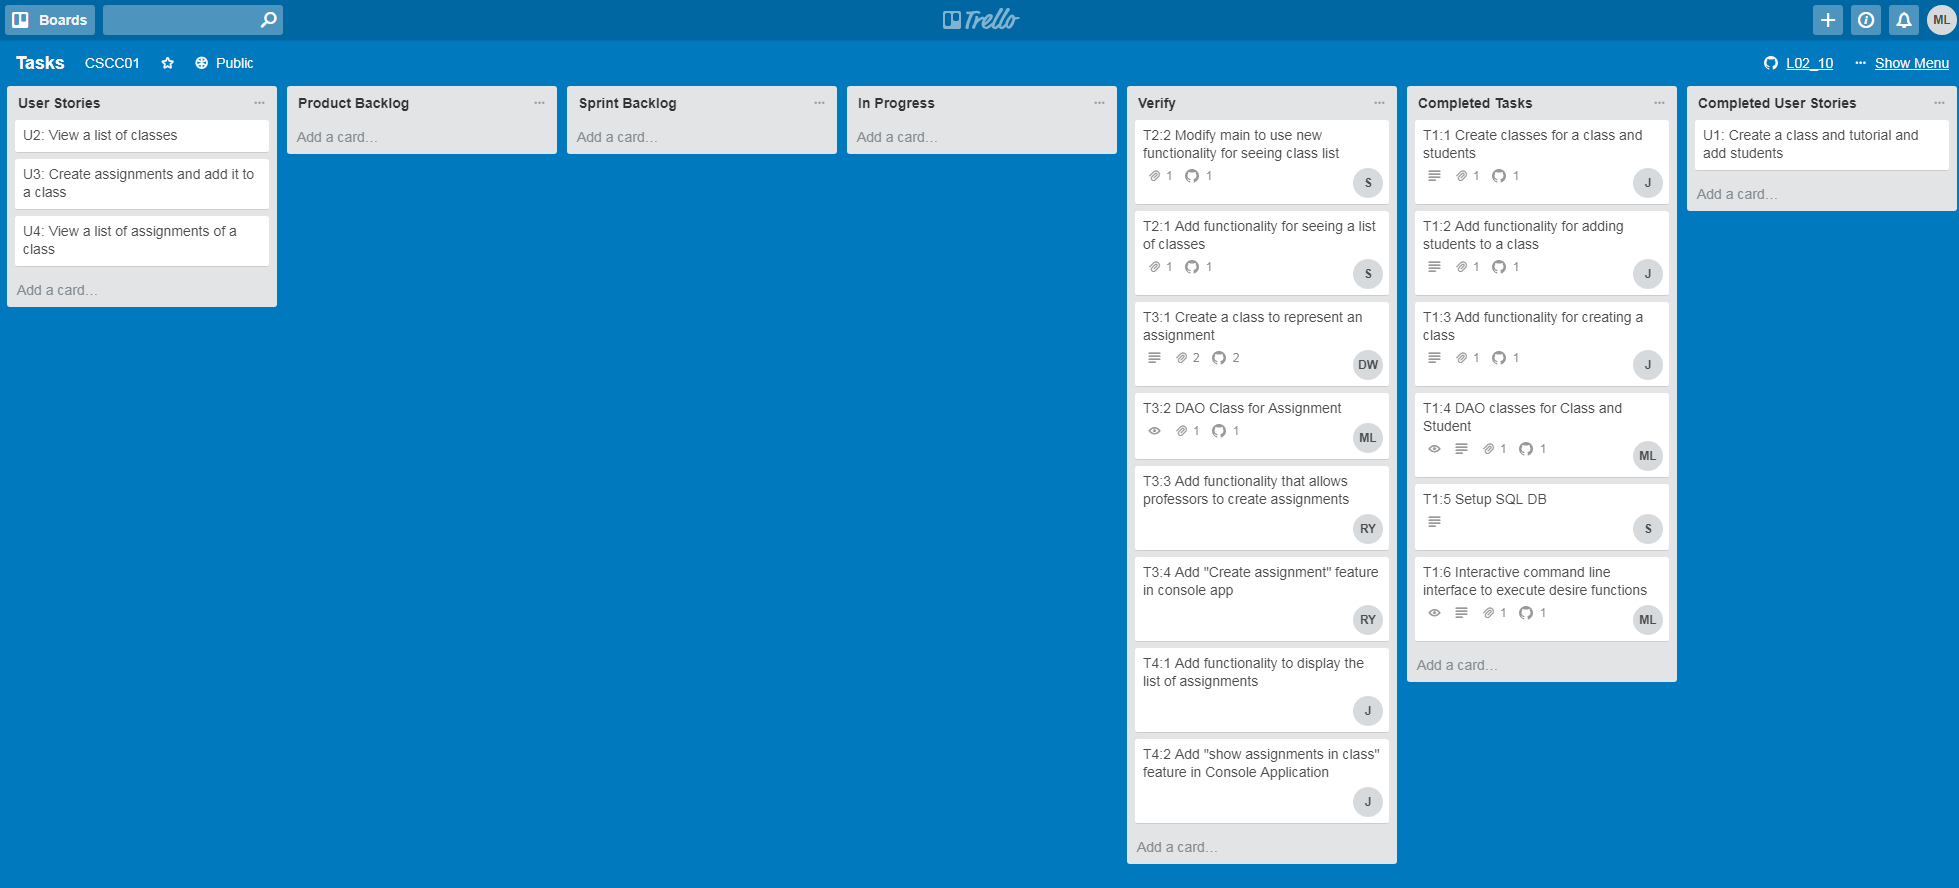 Boards
Trello
ML
Tasks
CSCC01
Public
L02_10
Show Menu
User Stories
U2: View a list of classes
U3: Create assignments and add it to
a class
U4: View a list of assignments of a
class
Add a card...
Product Backlog
Add a card...
Sprint Backlog
Add a card...
In Progress
Add a card...
Verify
T2:2 Modify main to use new
functionality for seeing class list
1 1
S
T2:1 Add functionality for seeing a list
of classes
1 1
S
T3:1 Create a class to represent an
assignment
2 2
DW
T3:2 DAO Class for Assignment
1 1
ML
T3:3 Add functionality that allows
professors to create assignments
RY
T3:4 Add "Create assignment" feature
in console app
RY
T4:1 Add functionality to display the
list of assignments
J
T4:2 Add "show assignments in class"
feature in Console Application
J
Add a card...
Completed Tasks
T1:1 Create classes for a class and
students
1 1
J
T1:2 Add functionality for adding
students to a class
1 1
J
T1:3 Add functionality for creating a
class
1 1
J
T1:4 DAO classes for Class and
Student
1 1
ML
T1:5 Setup SQL DB
S
T1:6 Interactive command line
interface to execute desire functions
1 1
ML
Add a card...
Completed User Stories
U1: Create a class and tutorial and
add students
Add a card...